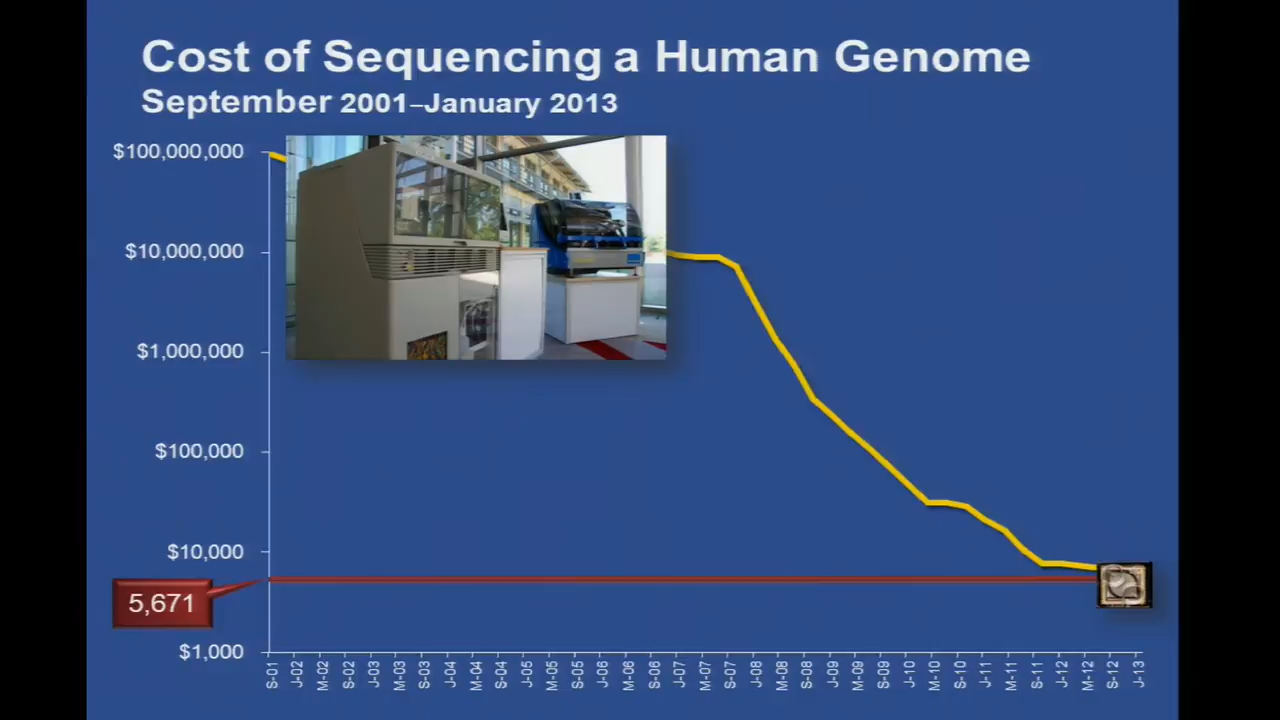 Cost of Sequencing a Human Genome
September 2001–January 2013
$100,000,000
$10,000,000
$1,000,000
$100,000
$10,000
5,671
$1,000
S-01
J-02
M-02
S-02
J-03
M-03
S-03
J-04
M-04
S-04
J-05
M-05
S-05
J-06
M-06
S-06
J-07
M-07
S-07
J-08
M-08
S-08
J-09
M-09
S-09
J-10
M-10
S-10
J-11
M-11
S-11
J-12
M-12
S-12
J-13